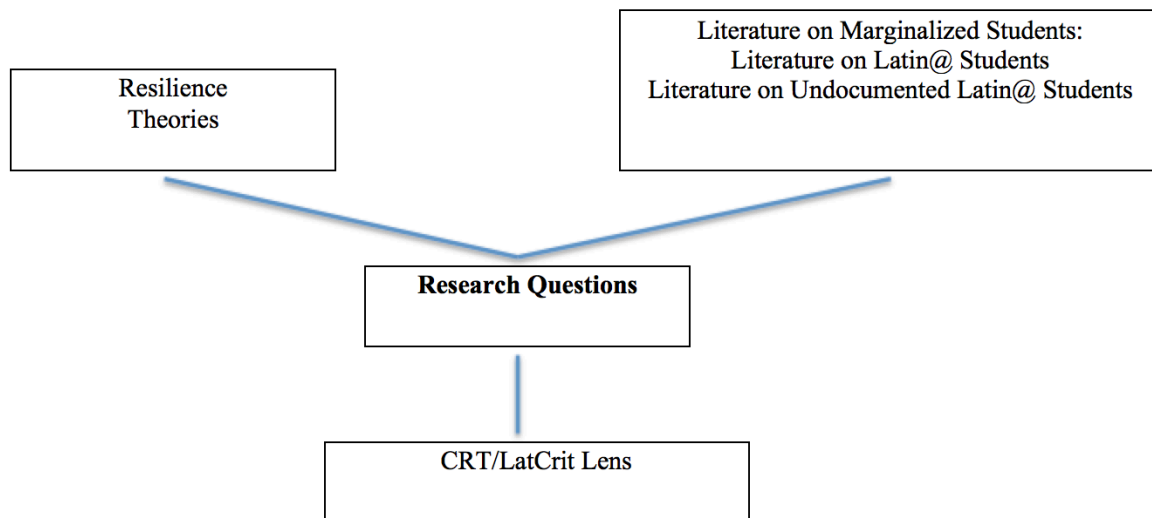 Resilience
Theories
Literature on Marginalized Students:
Literature on Latin@ Students
Literature on Undocumented Latin@ Students
Research Questions
CRT/LatCrit Lens